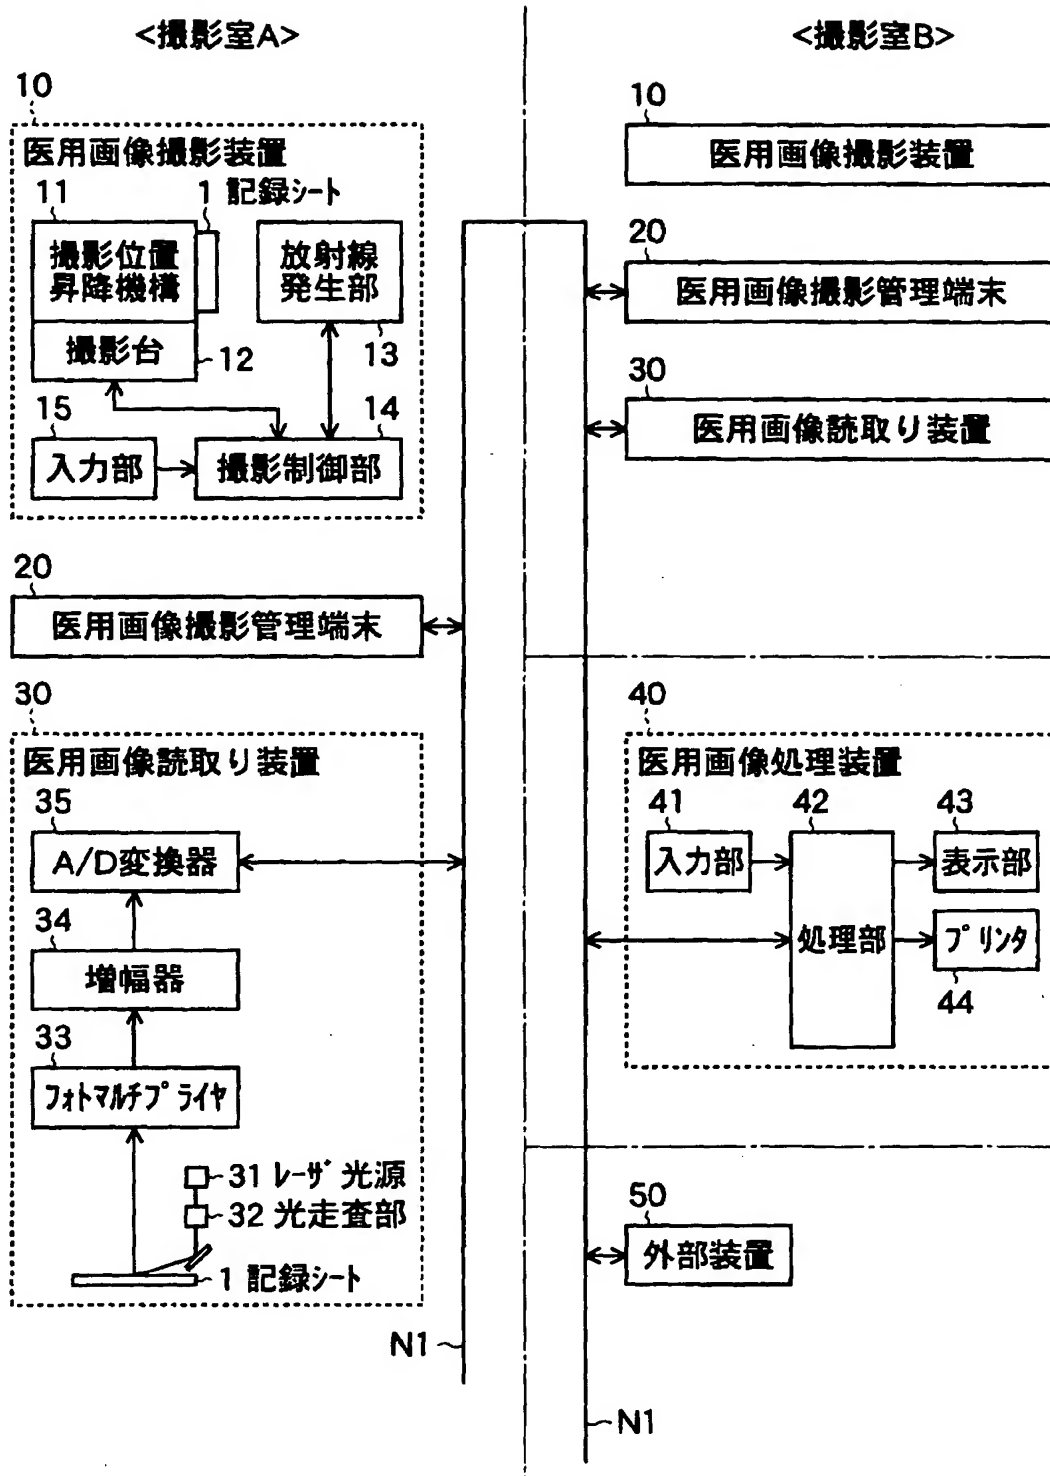 <撮影室A>
10
医用画像撮影装置
11
1 記録シート
撮影位置
昇降機構
放射線
発生部
撮影台
12
13
15
14
入力部
撮影制御部
20
医用画像撮影管理端末
30
医用画像読取り装置
35
A/D変換器
34
増幅器
33
フォトマルチプライヤ
31 レーザ光源
32 光走査部
1 記録シート
N1
<撮影室B>
10
医用画像撮影装置
20
医用画像撮影管理端末
30
医用画像読取り装置
40
医用画像処理装置
41
42
43
入力部
表示部
処理部
プリンタ
44
50
外部装置
N1